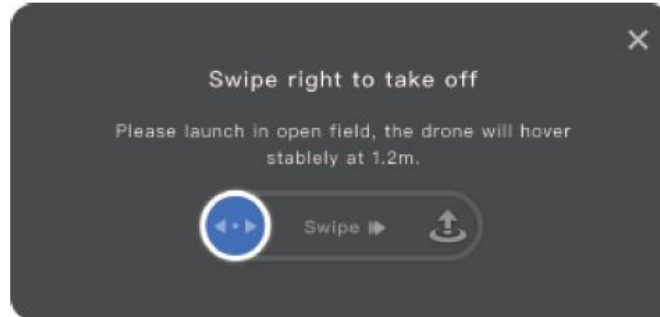 Swipe right to take off
Please launch in open field, the drone will hover
stablely at 1.2m.
Swipe